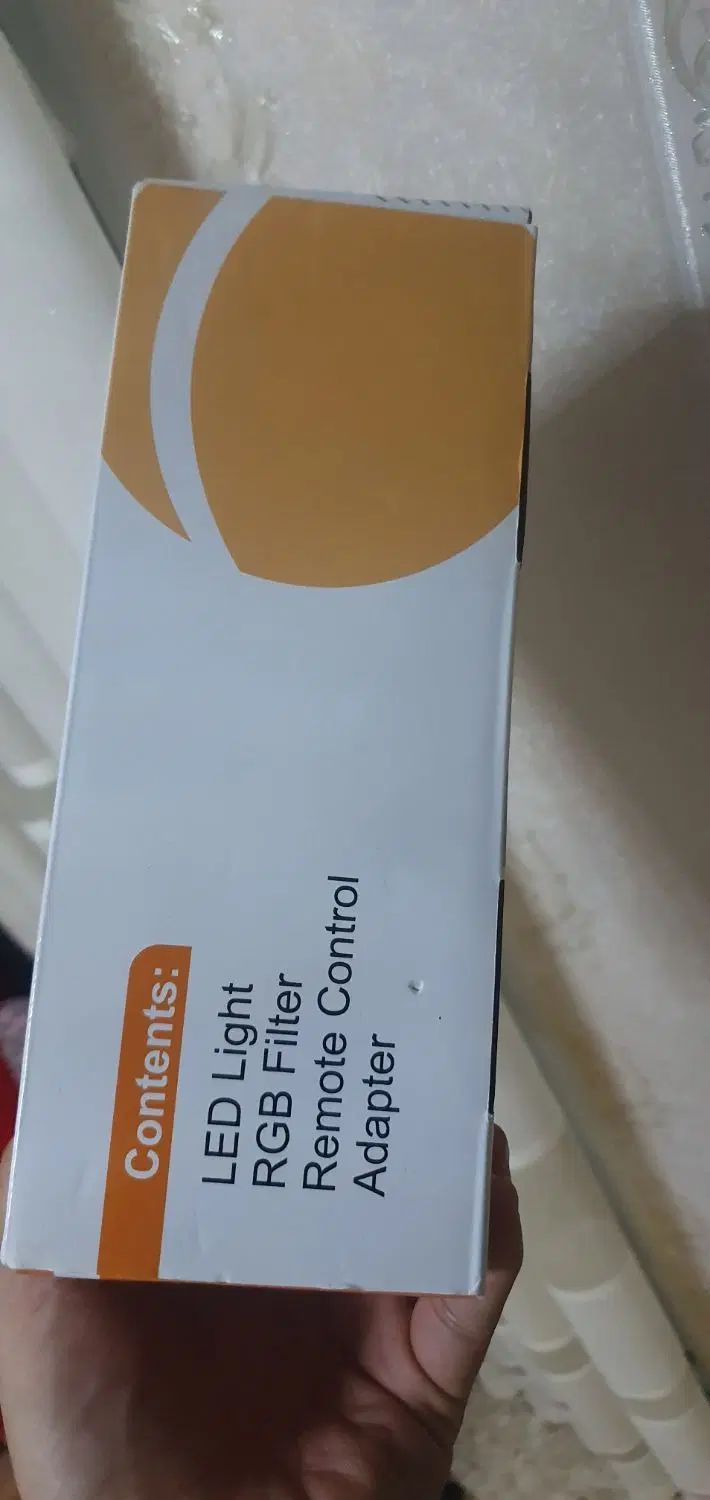 Contents:
LED Light
RGB Filter
Remote Control
Adapter